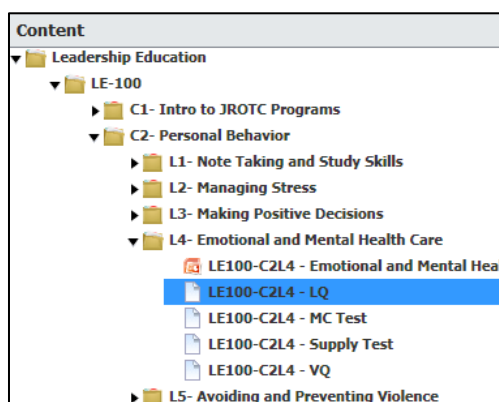 Content
Leadership Education
LE-100
C1- Intro to JROTC Programs
C2- Personal Behavior
L1- Note Taking and Study Skills
L2- Managing Stress
L3- Making Positive Decisions
L4- Emotional and Mental Health Care
LE100-C2L4 - Emotional and Mental Heal
LE100-C2L4 - LQ
LE100-C2L4 - MC Test
LE100-C2L4 - Supply Test
LE100-C2L4 - VQ
L5- Avoiding and Preventing Violence